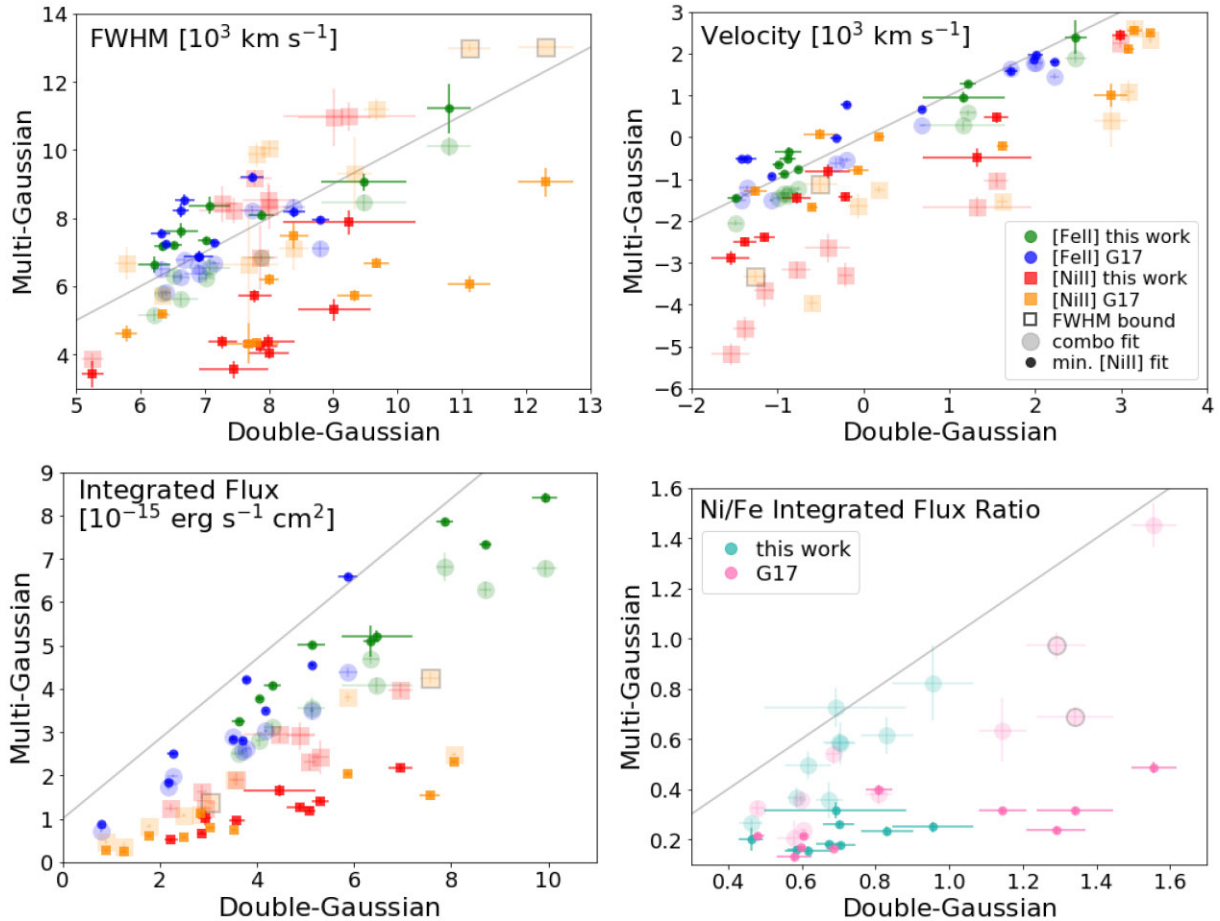 FWHM [10³ km s⁻¹]
Multi-Gaussian
14
12
10
8
6
4
5 6 7 8 9 10 11 12 13
Double-Gaussian
Velocity [10³ km s⁻¹]
Multi-Gaussian
3
2
1
0
−1
−2
−3
−4
−5
−6
[FeII] this work
[FeII] G17
[NiII] this work
[NiII] G17
FWHM bound
combo fit
min. [NiII] fit
−2 −1 0 1 2 3 4
Double-Gaussian
Integrated Flux
[10⁻¹⁵ erg s⁻¹ cm²]
Multi-Gaussian
9
8
7
6
5
4
3
2
1
0
0 2 4 6 8 10
Double-Gaussian
Ni/Fe Integrated Flux Ratio
this work
G17
Multi-Gaussian
1.6
1.4
1.2
1.0
0.8
0.6
0.4
0.2
0.4 0.6 0.8 1.0 1.2 1.4 1.6
Double-Gaussian